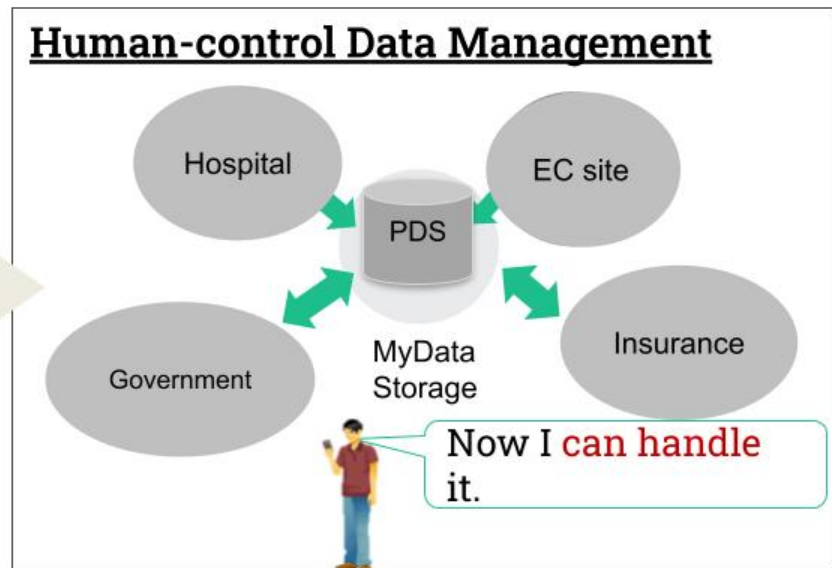 Human-control Data Management
Hospital
EC site
PDS
Government
MyData
Storage
Insurance
Now I can handle
it.